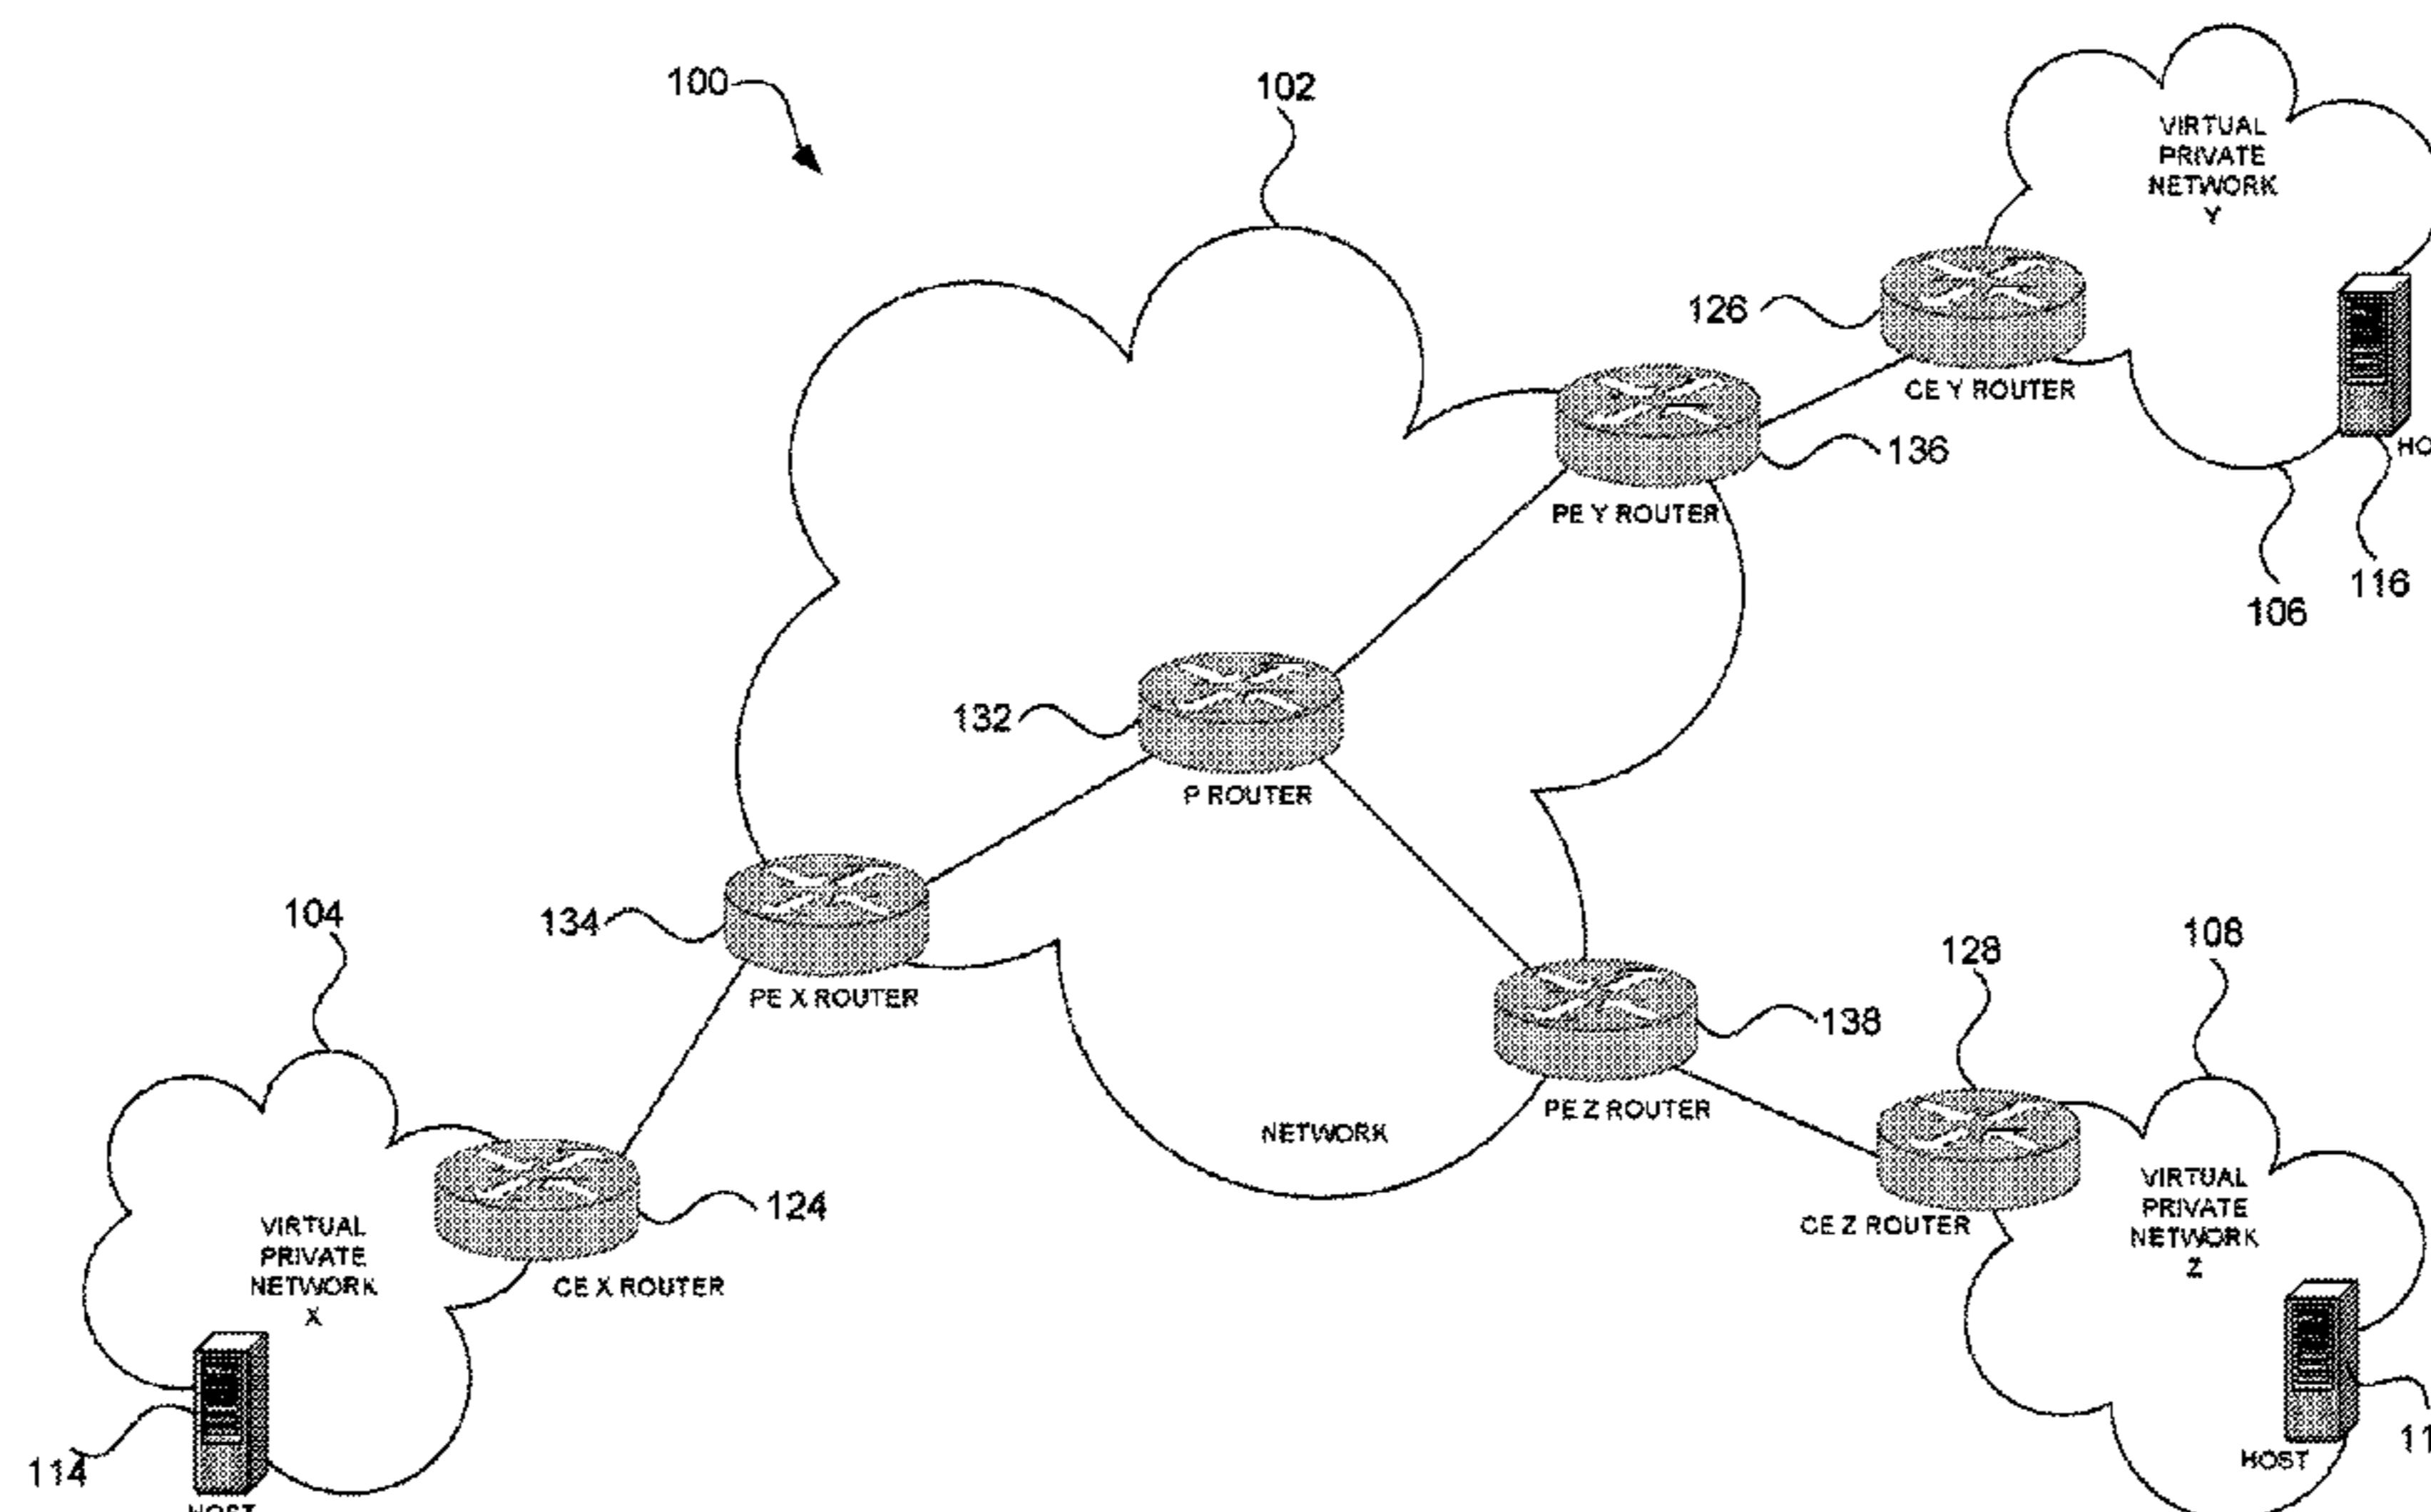 100
102
VIRTUAL
PRIVATE
NETWORK
Y
126
CE Y ROUTER
136
PE Y ROUTER
116
106
132
P ROUTER
104
134
PE X ROUTER
128
108
138
PE Z ROUTER
NETWORK
124
VIRTUAL
PRIVATE
NETWORK
X
CE X ROUTER
CE Z ROUTER
VIRTUAL
PRIVATE
NETWORK
Z
114
HOST
HOST